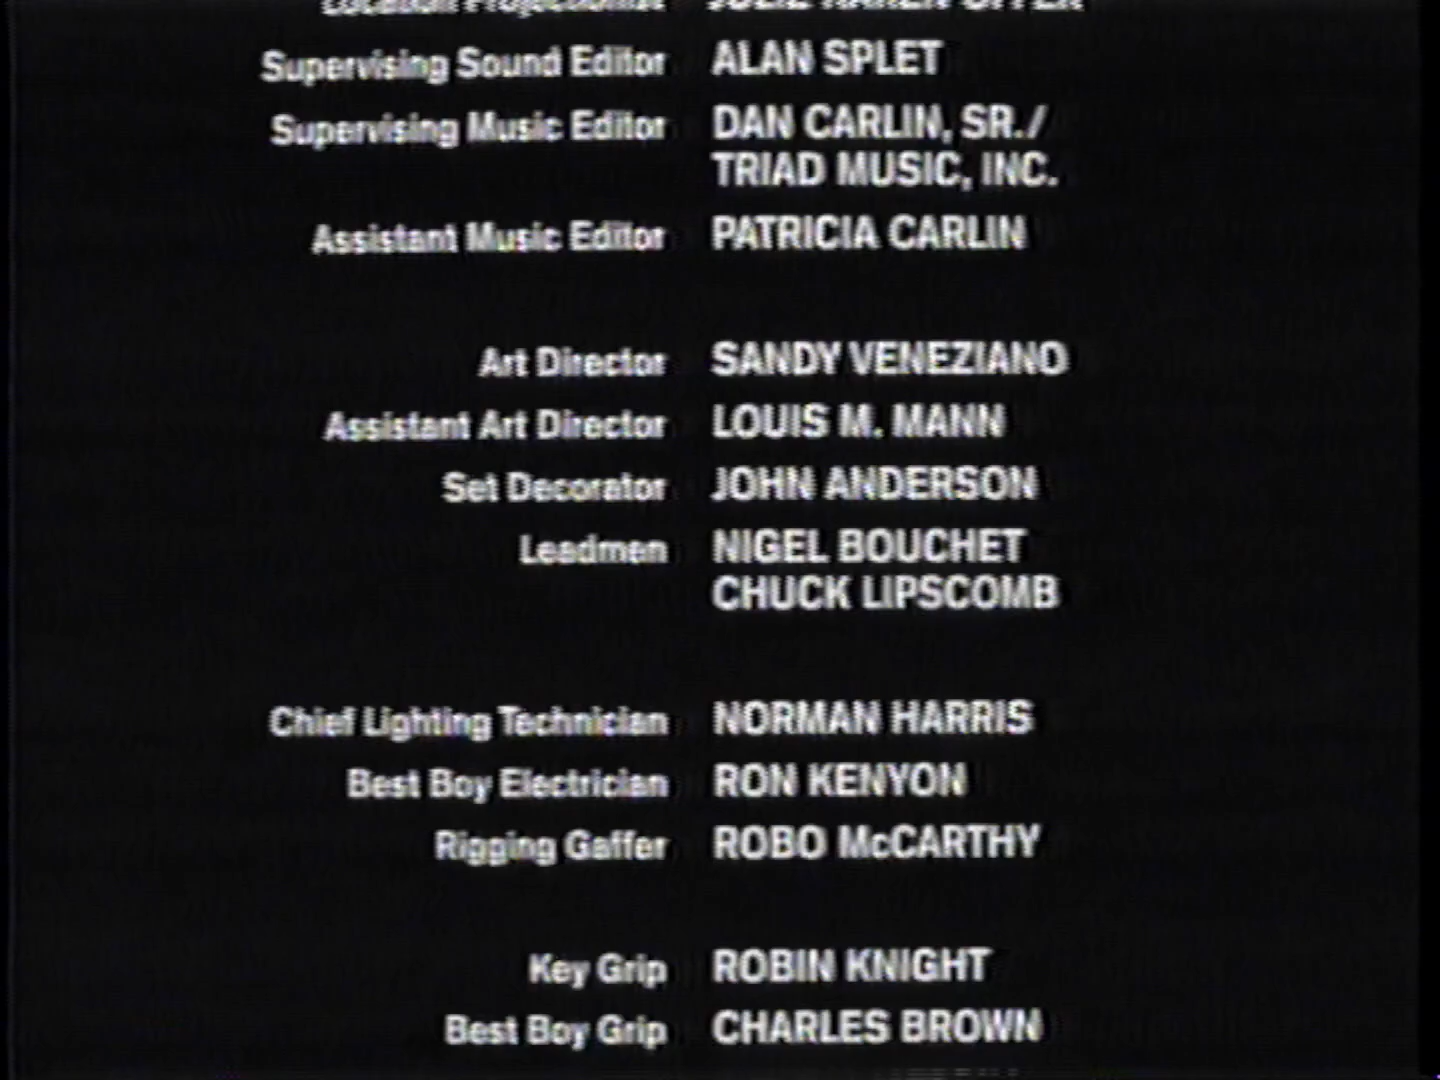 Location Projectionist
Supervising Sound Editor ALAN SPLET
Supervising Music Editor DAN CARLIN, SR./
TRIAD MUSIC, INC.
Assistant Music Editor PATRICIA CARLIN
Art Director SANDY VENEZIANO
Assistant Art Director LOUIS M. MANN
Set Decorator JOHN ANDERSON
Leadmen NIGEL BOUCHET
CHUCK LIPSCOMB
Chief Lighting Technician NORMAN HARRIS
Best Boy Electrician RON KENYON
Rigging Gaffer ROBO McCARTHY
Key Grip ROBIN KNIGHT
Best Boy Grip CHARLES BROWN